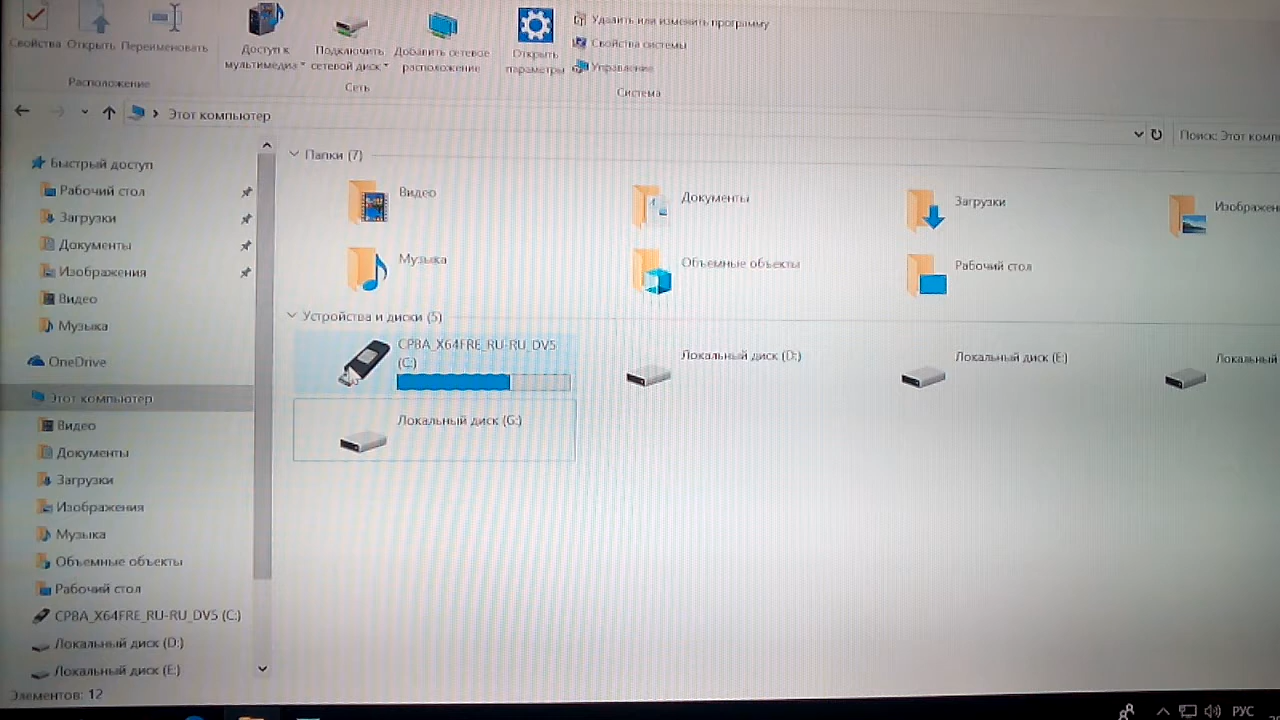 Удалить или изменить программу
Свойства системы
Управление
Свойства Открыть Переименовать
Доступ к мультимедиа
Подключить сетевой диск
Добавить сетевое расположение
Открыть параметры
Расположение
Сеть
Система
Этот компьютер
Поиск: Этот
Быстрый доступ
Рабочий стол
Загрузки
Документы
Изображения
Видео
Музыка
OneDrive
Этот компьютер
Видео
Документы
Загрузки
Изображения
Музыка
Объемные объекты
Рабочий стол
CPBA_X64FRE_RU-RU_DV5 (C:)
Локальный диск (D:)
Локальный диск (E:)
Элементов: 12
Папки (7)
Видео
Документы
Загрузки
Изображен
Музыка
Объемные объекты
Рабочий стол
Устройства и диски (5)
CPBA_X64FRE_RU-RU_DV5
(C:)
Локальный диск (D:)
Локальный диск (E:)
Локальный
Локальный диск (G:)
РУС